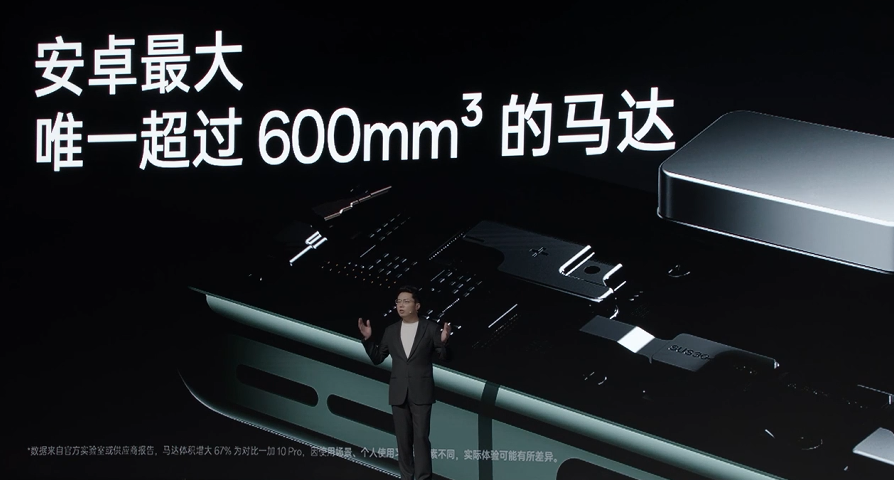 安卓最大
唯一超过 600mm³ 的马达
SUS304
*数据来自官方实验室或供应商报告，马达体积增大 67% 为对比一加 10 Pro，因使用场景、个人使用 素不同，实际体验可能有所差异。